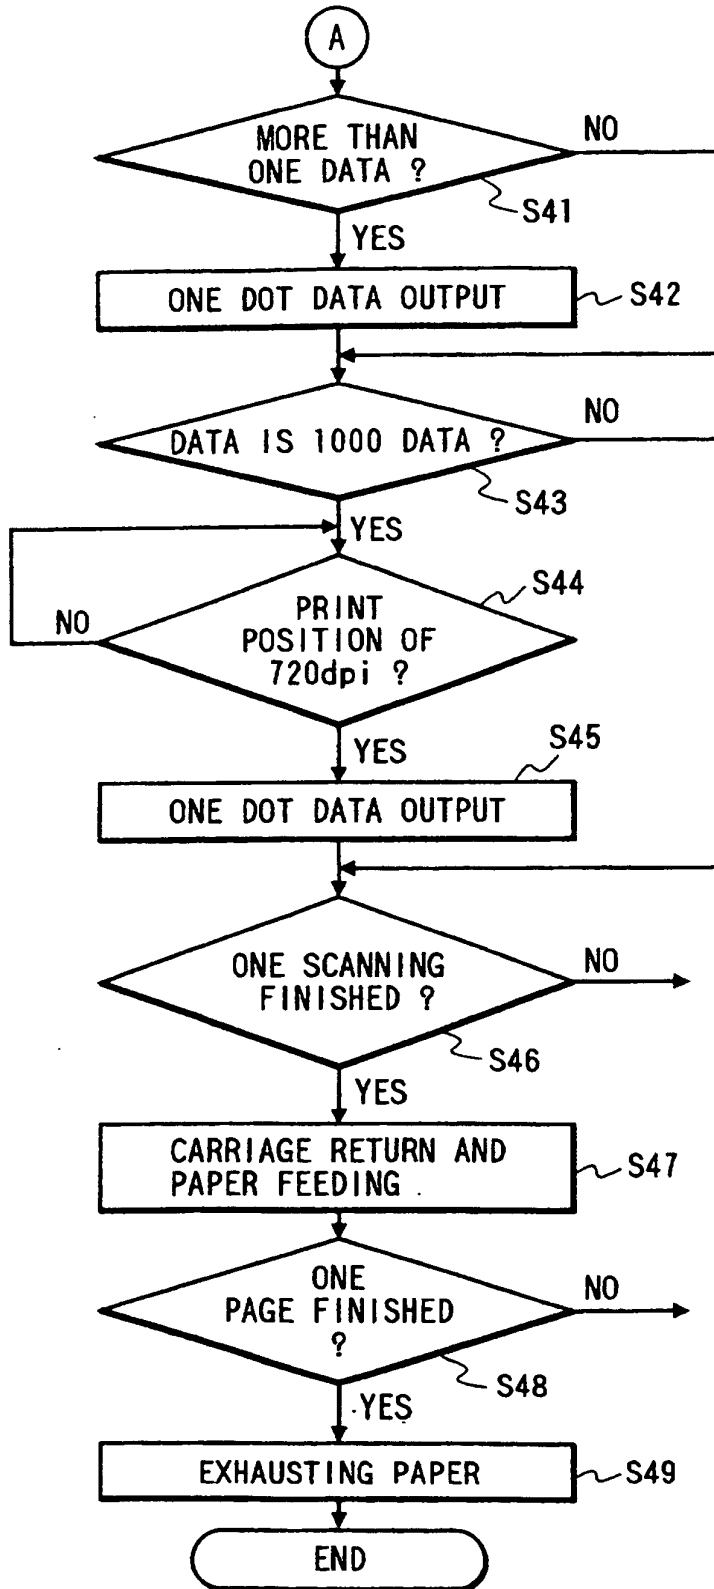 A
MORE THAN
ONE DATA ?
NO
S41
YES
ONE DOT DATA OUTPUT
S42
DATA IS 1000 DATA ?
NO
S43
YES
S44
PRINT
POSITION OF
720dpi ?
NO
YES
S45
ONE DOT DATA OUTPUT
ONE SCANNING
FINISHED ?
NO
S46
YES
CARRIAGE RETURN AND
PAPER FEEDING
S47
ONE
PAGE FINISHED
?
NO
S48
YES
EXHAUSTING PAPER
S49
END